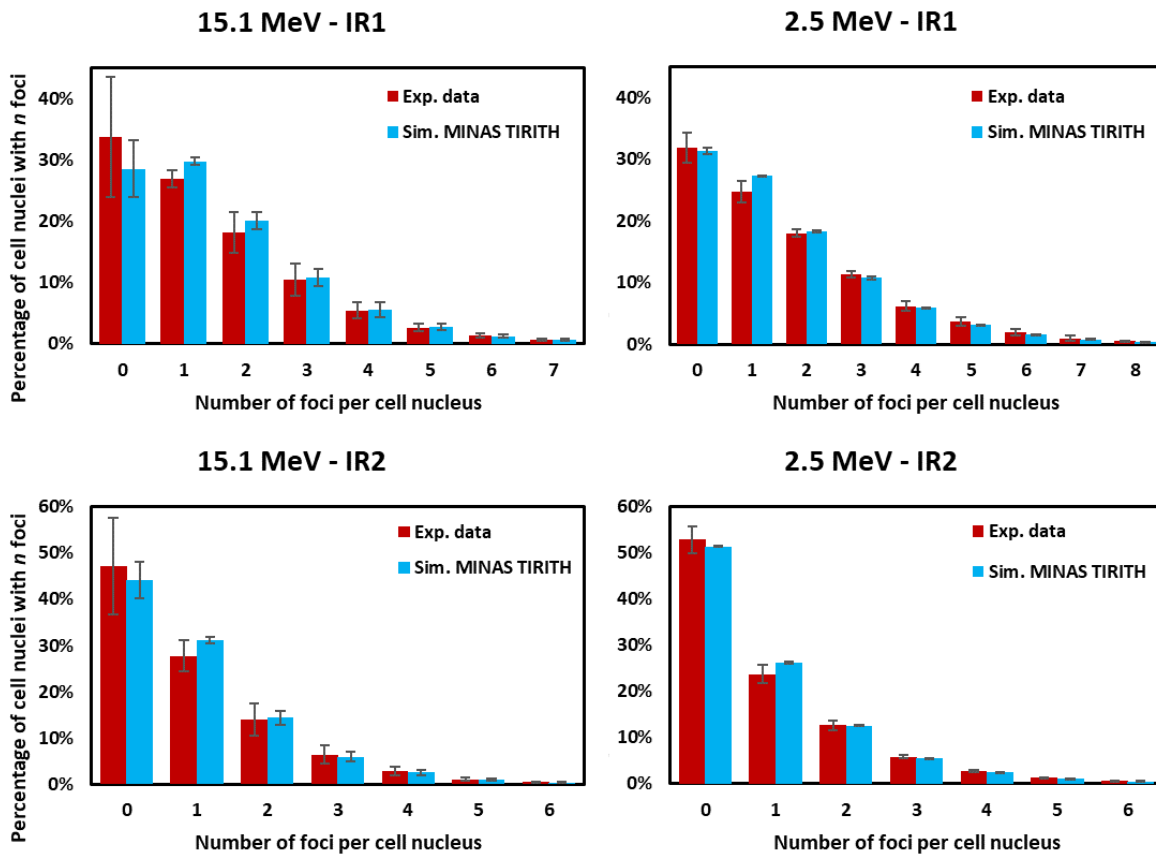 15.1 MeV - IR1
Percentage of cell nuclei with n foci
40%
30%
20%
10%
0%
Exp. data
Sim. MINAS TIRITH
0 1 2 3 4 5 6 7
Number of foci per cell nucleus
2.5 MeV - IR1
40%
30%
20%
10%
0%
Exp. data
Sim. MINAS TIRITH
0 1 2 3 4 5 6 7 8
Number of foci per cell nucleus
15.1 MeV - IR2
Percentage of cell nuclei with n foci
60%
50%
40%
30%
20%
10%
0%
Exp. data
Sim. MINAS TIRITH
0 1 2 3 4 5 6
Number of foci per cell nucleus
2.5 MeV - IR2
60%
50%
40%
30%
20%
10%
0%
Exp. data
Sim. MINAS TIRITH
0 1 2 3 4 5 6
Number of foci per cell nucleus